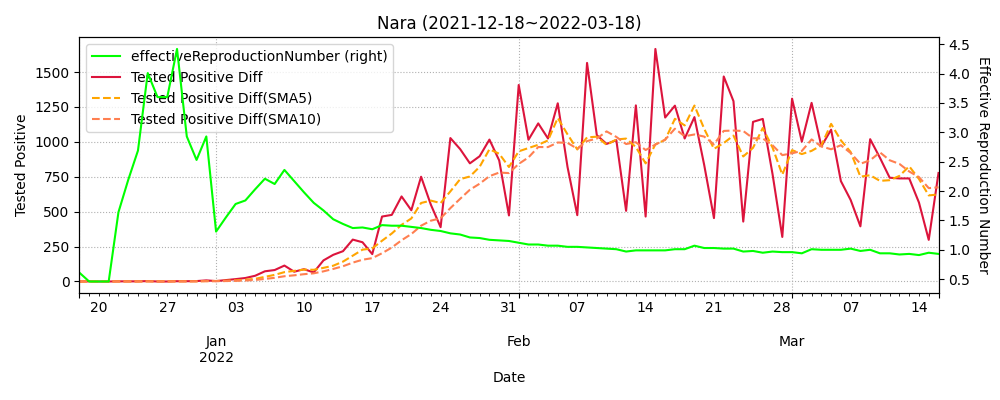 Nara (2021-12-18~2022-03-18)
effectiveReproductionNumber (right)
Tested Positive Diff
Tested Positive Diff(SMA5)
Tested Positive Diff(SMA10)
Tested Positive
1500
1250
1000
750
500
250
0
Effective Reproduction Number
4.5
4.0
3.5
3.0
2.5
2.0
1.5
1.0
0.5
20 27 03 10 17 24 31 07 14 21 28 07 14
Jan Feb Mar
2022
Date